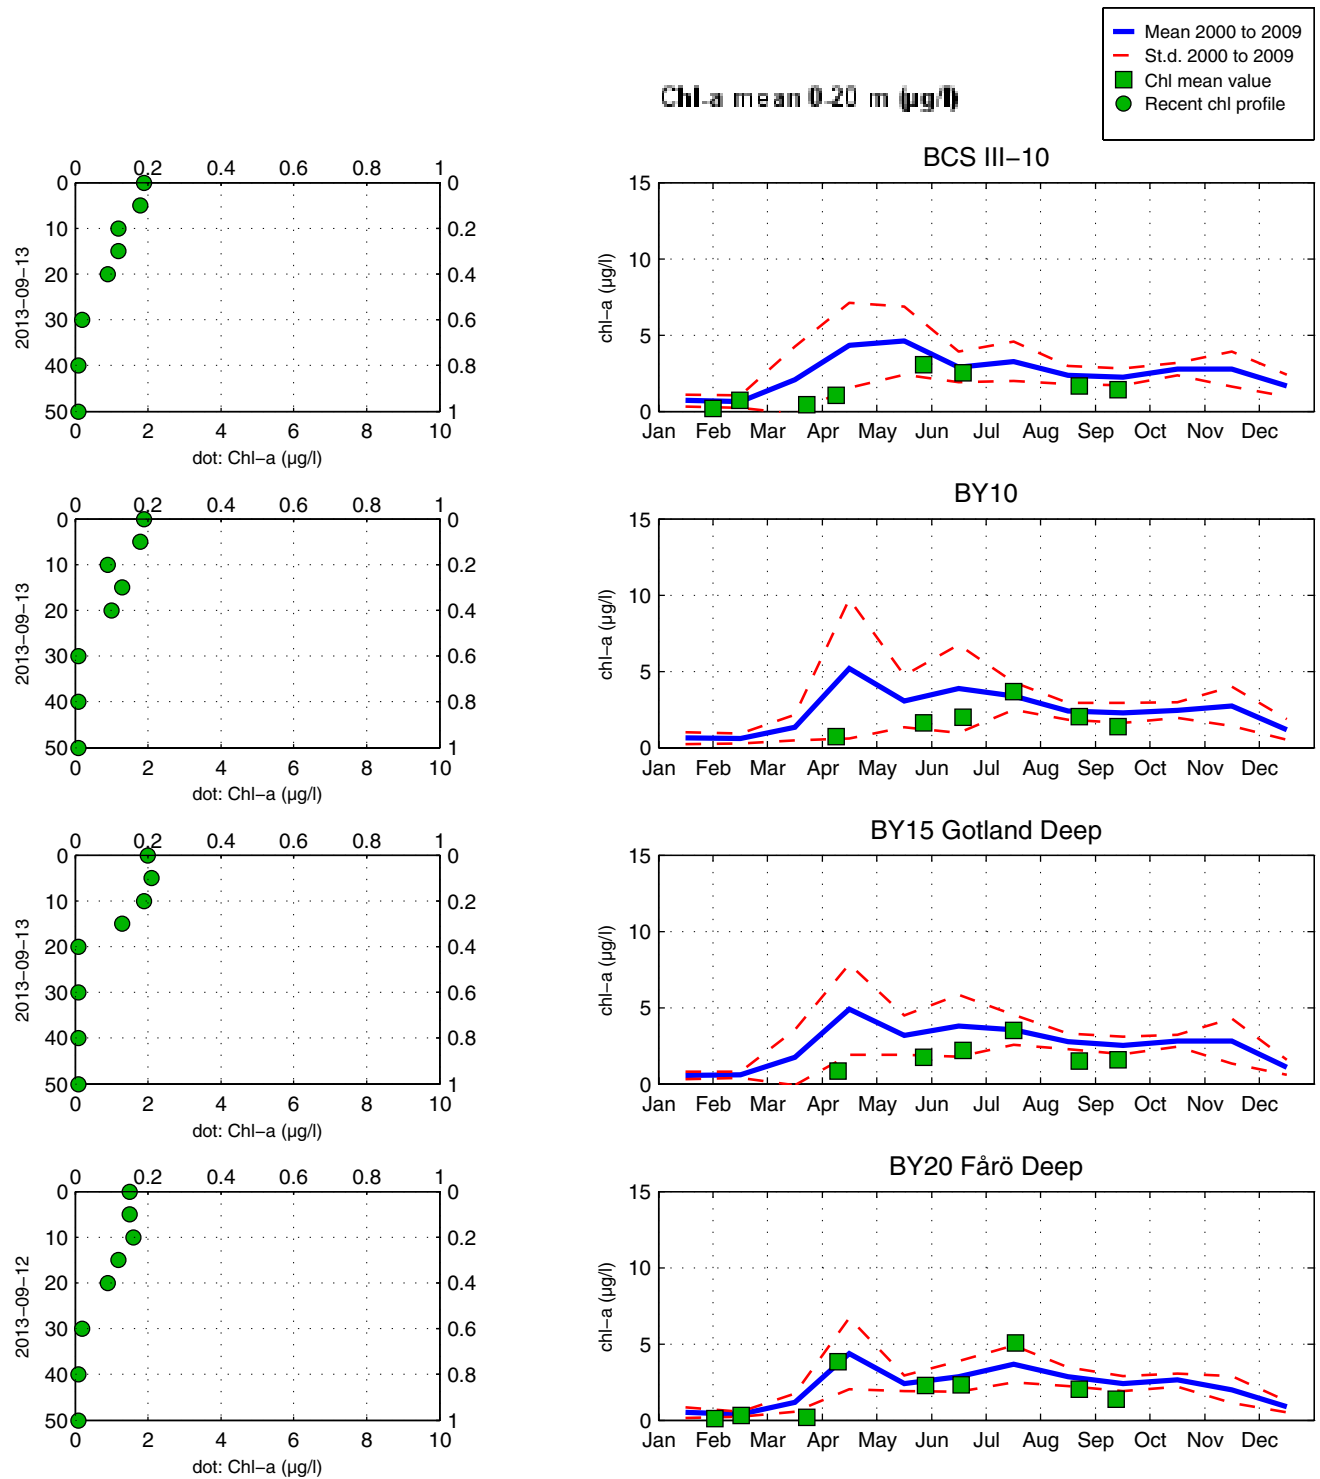 Mean 2000 to 2009
St.d. 2000 to 2009
Chl mean value
Recent chl profile
Chl-a mean 0-20 m (µg/l)
0 0.2 0.4 0.6 0.8 1
0 10 20 30 40 50
0 0.2 0.4 0.6 0.8 1
2013-09-13
0 2 4 6 8 10
dot: Chl-a (µg/l)
BCS III-10
15 10 5 0
chl-a (µg/l)
Jan Feb Mar Apr May Jun Jul Aug Sep Oct Nov Dec
0 0.2 0.4 0.6 0.8 1
0 10 20 30 40 50
0 0.2 0.4 0.6 0.8 1
2013-09-13
0 2 4 6 8 10
dot: Chl-a (µg/l)
BY10
15 10 5 0
chl-a (µg/l)
Jan Feb Mar Apr May Jun Jul Aug Sep Oct Nov Dec
0 0.2 0.4 0.6 0.8 1
0 10 20 30 40 50
0 0.2 0.4 0.6 0.8 1
2013-09-13
0 2 4 6 8 10
dot: Chl-a (µg/l)
BY15 Gotland Deep
15 10 5 0
chl-a (µg/l)
Jan Feb Mar Apr May Jun Jul Aug Sep Oct Nov Dec
0 0.2 0.4 0.6 0.8 1
0 10 20 30 40 50
0 0.2 0.4 0.6 0.8 1
2013-09-12
0 2 4 6 8 10
dot: Chl-a (µg/l)
BY20 Fårö Deep
15 10 5 0
chl-a (µg/l)
Jan Feb Mar Apr May Jun Jul Aug Sep Oct Nov Dec